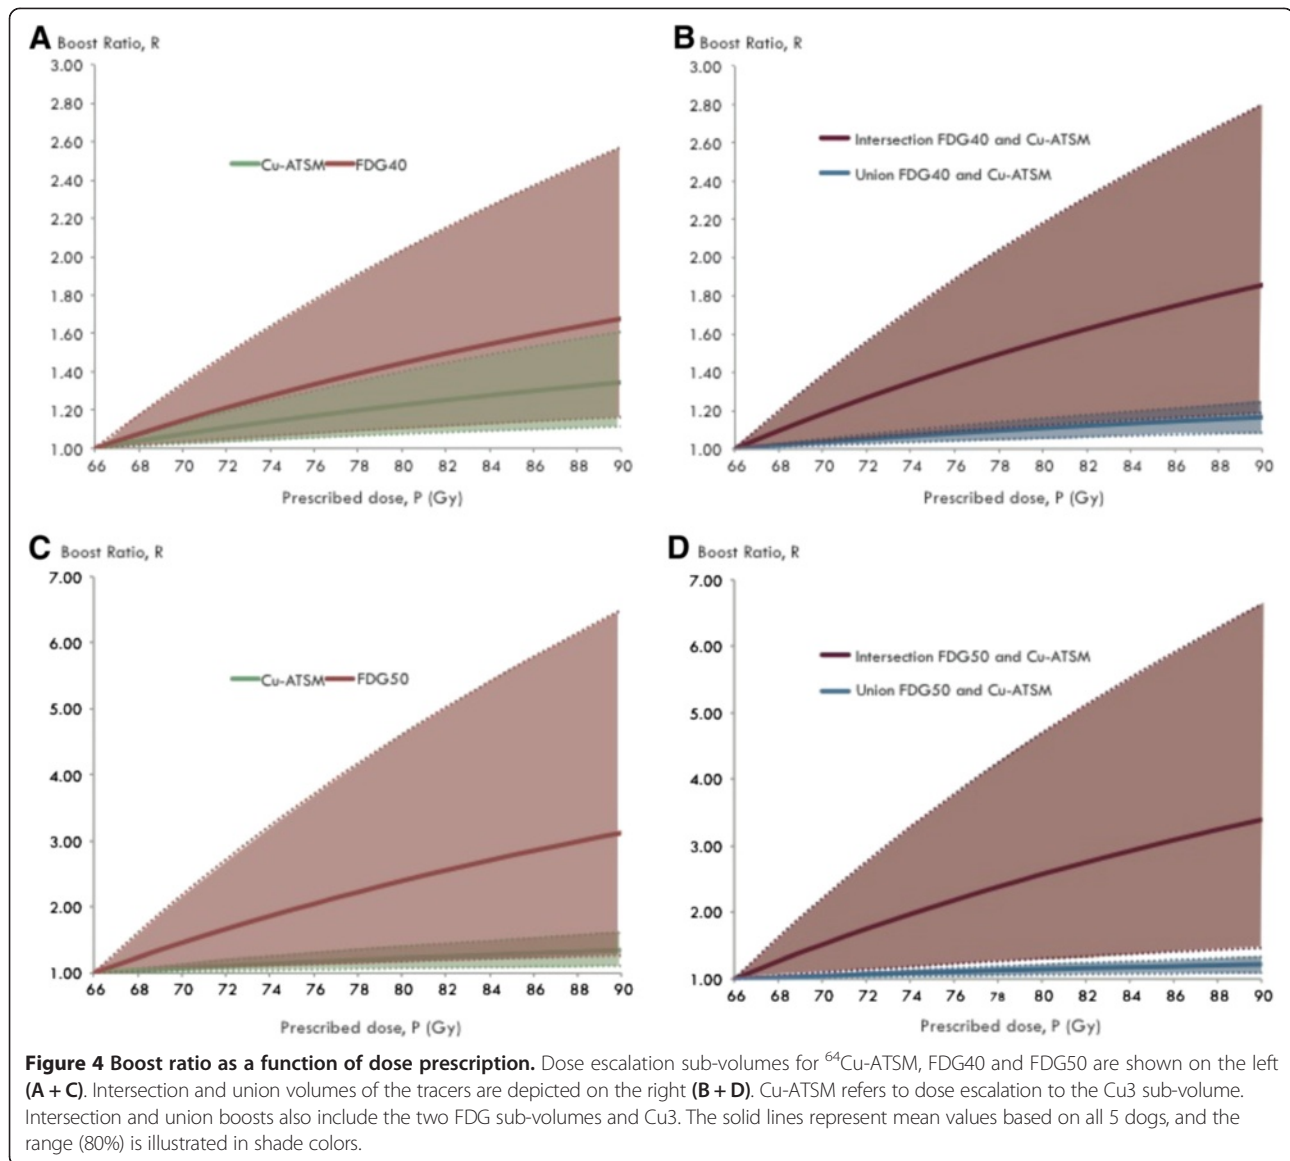 A Boost Ratio, R
3.00
2.80
2.60
2.40
2.20
2.00
1.80
1.60
1.40
1.20
1.00
Cu-ATSM FDG40
66 68 70 72 74 76 78 80 82 84 86 88 90
Prescribed dose, P (Gy)
B Boost Ratio, R
3.00
2.80
2.60
2.40
2.20
2.00
1.80
1.60
1.40
1.20
1.00
Intersection FDG40 and Cu-ATSM
Union FDG40 and Cu-ATSM
66 68 70 72 74 76 78 80 82 84 86 88 90
Prescribed dose, P (Gy)
C Boost Ratio, R
7.00
6.00
5.00
4.00
3.00
2.00
1.00
Cu-ATSM FDG50
66 68 70 72 74 76 78 80 82 84 86 88 90
Prescribed dose, P (Gy)
D Boost Ratio, R
7.00
6.00
5.00
4.00
3.00
2.00
1.00
Intersection FDG50 and Cu-ATSM
Union FDG50 and Cu-ATSM
66 68 70 72 74 76 78 80 82 84 86 88 90
Prescribed dose, P (Gy)
Figure 4 Boost ratio as a function of dose prescription. Dose escalation sub-volumes for ⁶⁴Cu-ATSM, FDG40 and FDG50 are shown on the left
(A + C). Intersection and union volumes of the tracers are depicted on the right (B + D). Cu-ATSM refers to dose escalation to the Cu3 sub-volume.
Intersection and union boosts also include the two FDG sub-volumes and Cu3. The solid lines represent mean values based on all 5 dogs, and the
range (80%) is illustrated in shade colors.